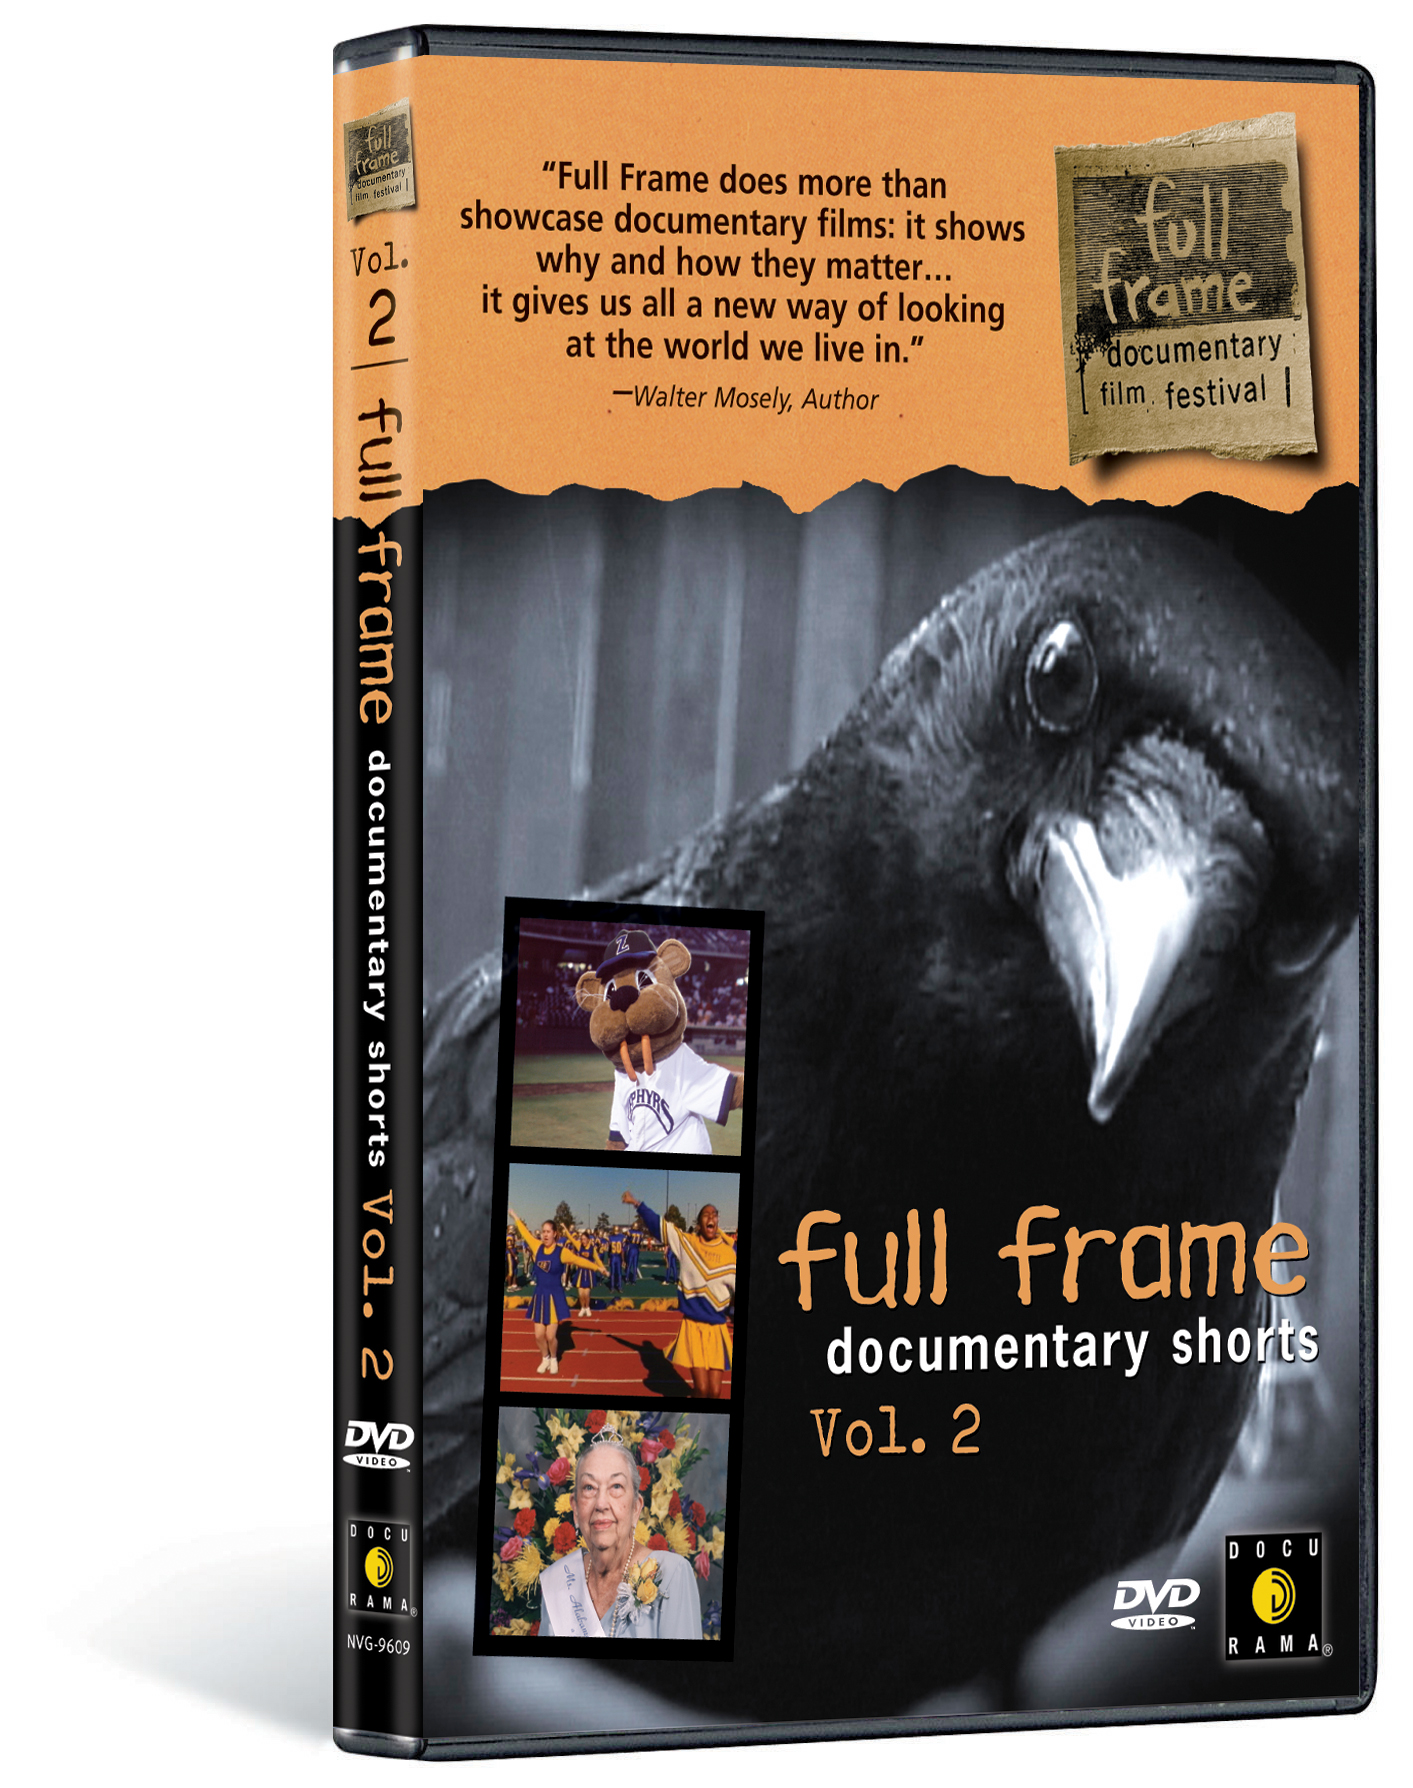 full
frame
documentary
film festival
Vol.
2
full frame documentary shorts Vol. 2
DVD
VIDEO
DOCU
RAMA®
NVG-9609
“Full Frame does more than
showcase documentary films: it shows
why and how they matter...
it gives us all a new way of looking
at the world we live in.”
—Walter Mosely, Author
full
frame
documentary
film festival
Z
PHYRS
full frame
documentary shorts
Vol. 2
DVD
VIDEO
DOCU
RAMA®